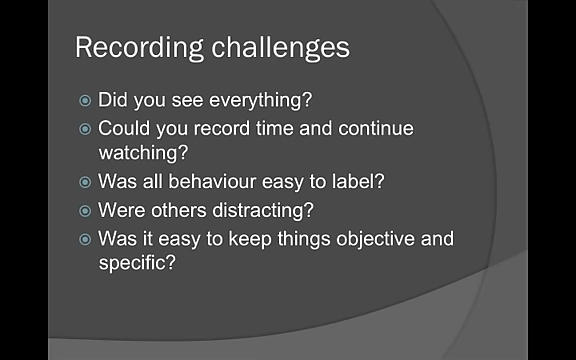 Recording challenges
Did you see everything?
Could you record time and continue
watching?
Was all behaviour easy to label?
Were others distracting?
Was it easy to keep things objective and
specific?